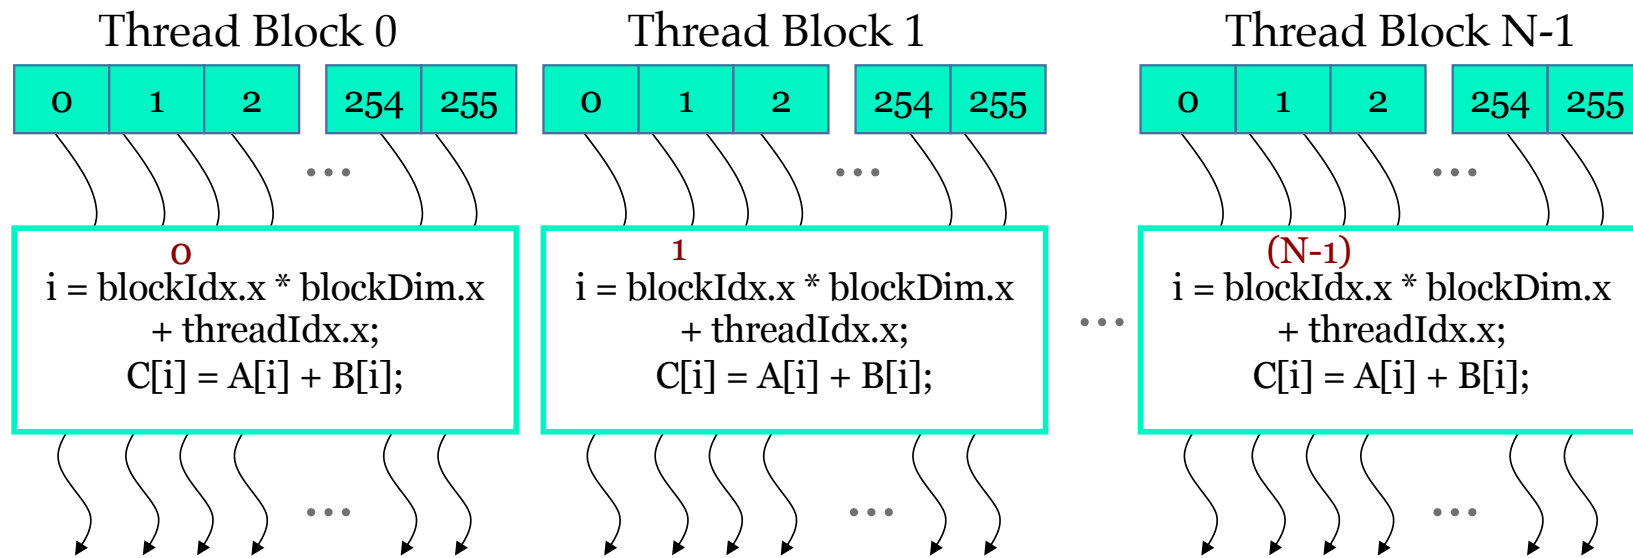 Thread Block 0
0 1 2 254 255
...
0
i = blockIdx.x * blockDim.x
+ threadIdx.x;
C[i] = A[i] + B[i];
...
Thread Block 1
0 1 2 254 255
...
1
i = blockIdx.x * blockDim.x
+ threadIdx.x;
C[i] = A[i] + B[i];
...
...
Thread Block N-1
0 1 2 254 255
...
(N-1)
i = blockIdx.x * blockDim.x
+ threadIdx.x;
C[i] = A[i] + B[i];
...